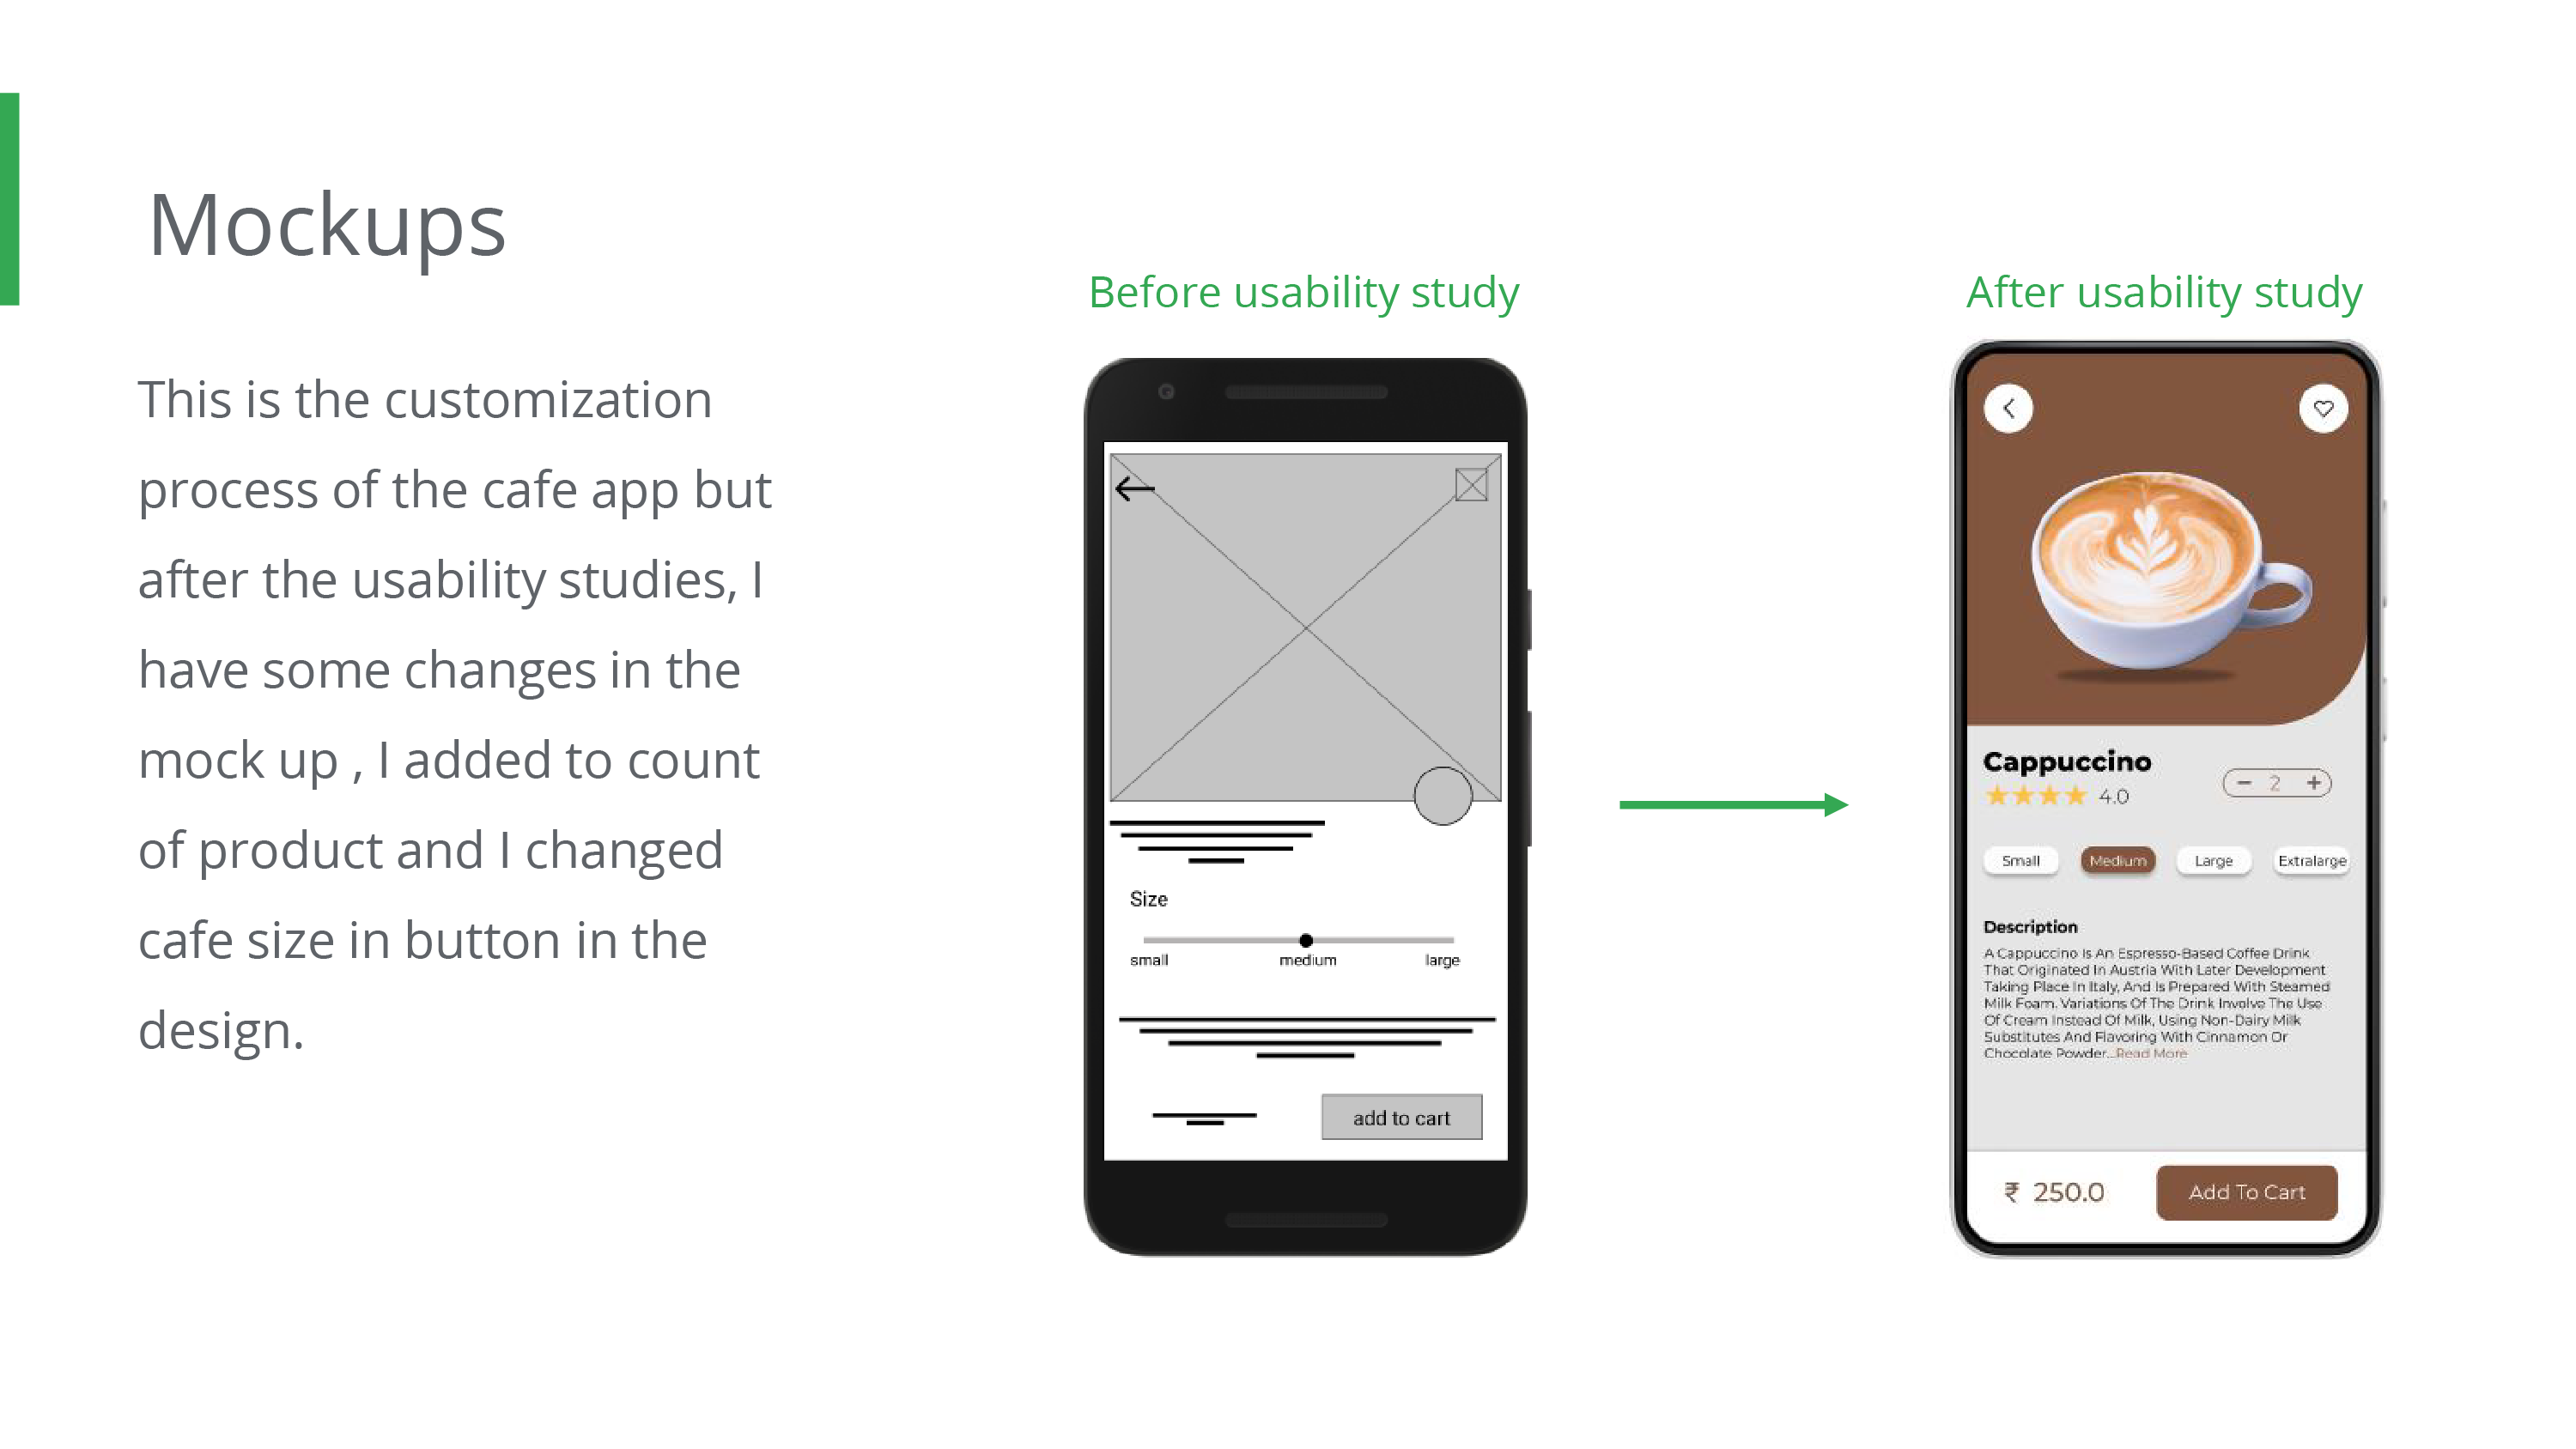 Mockups
This is the customization
process of the cafe app but
after the usability studies, I
have some changes in the
mock up , I added to count
of product and I changed
cafe size in button in the
design.
Before usability study
Size
small medium large
add to cart
After usability study
Cappuccino
4.0
− 2 +
Small Medium Large Extralarge
Description
A Cappuccino Is An Espresso-Based Coffee Drink
That Originated In Austria With Later Development
Taking Place In Italy, And Is Prepared With Steamed
Milk Foam. Variations Of The Drink Involve The Use
Of Cream Instead Of Milk, Using Non-Dairy Milk
Substitutes And Flavoring With Cinnamon Or
Chocolate Powder...Read More
₹ 250.0 Add To Cart